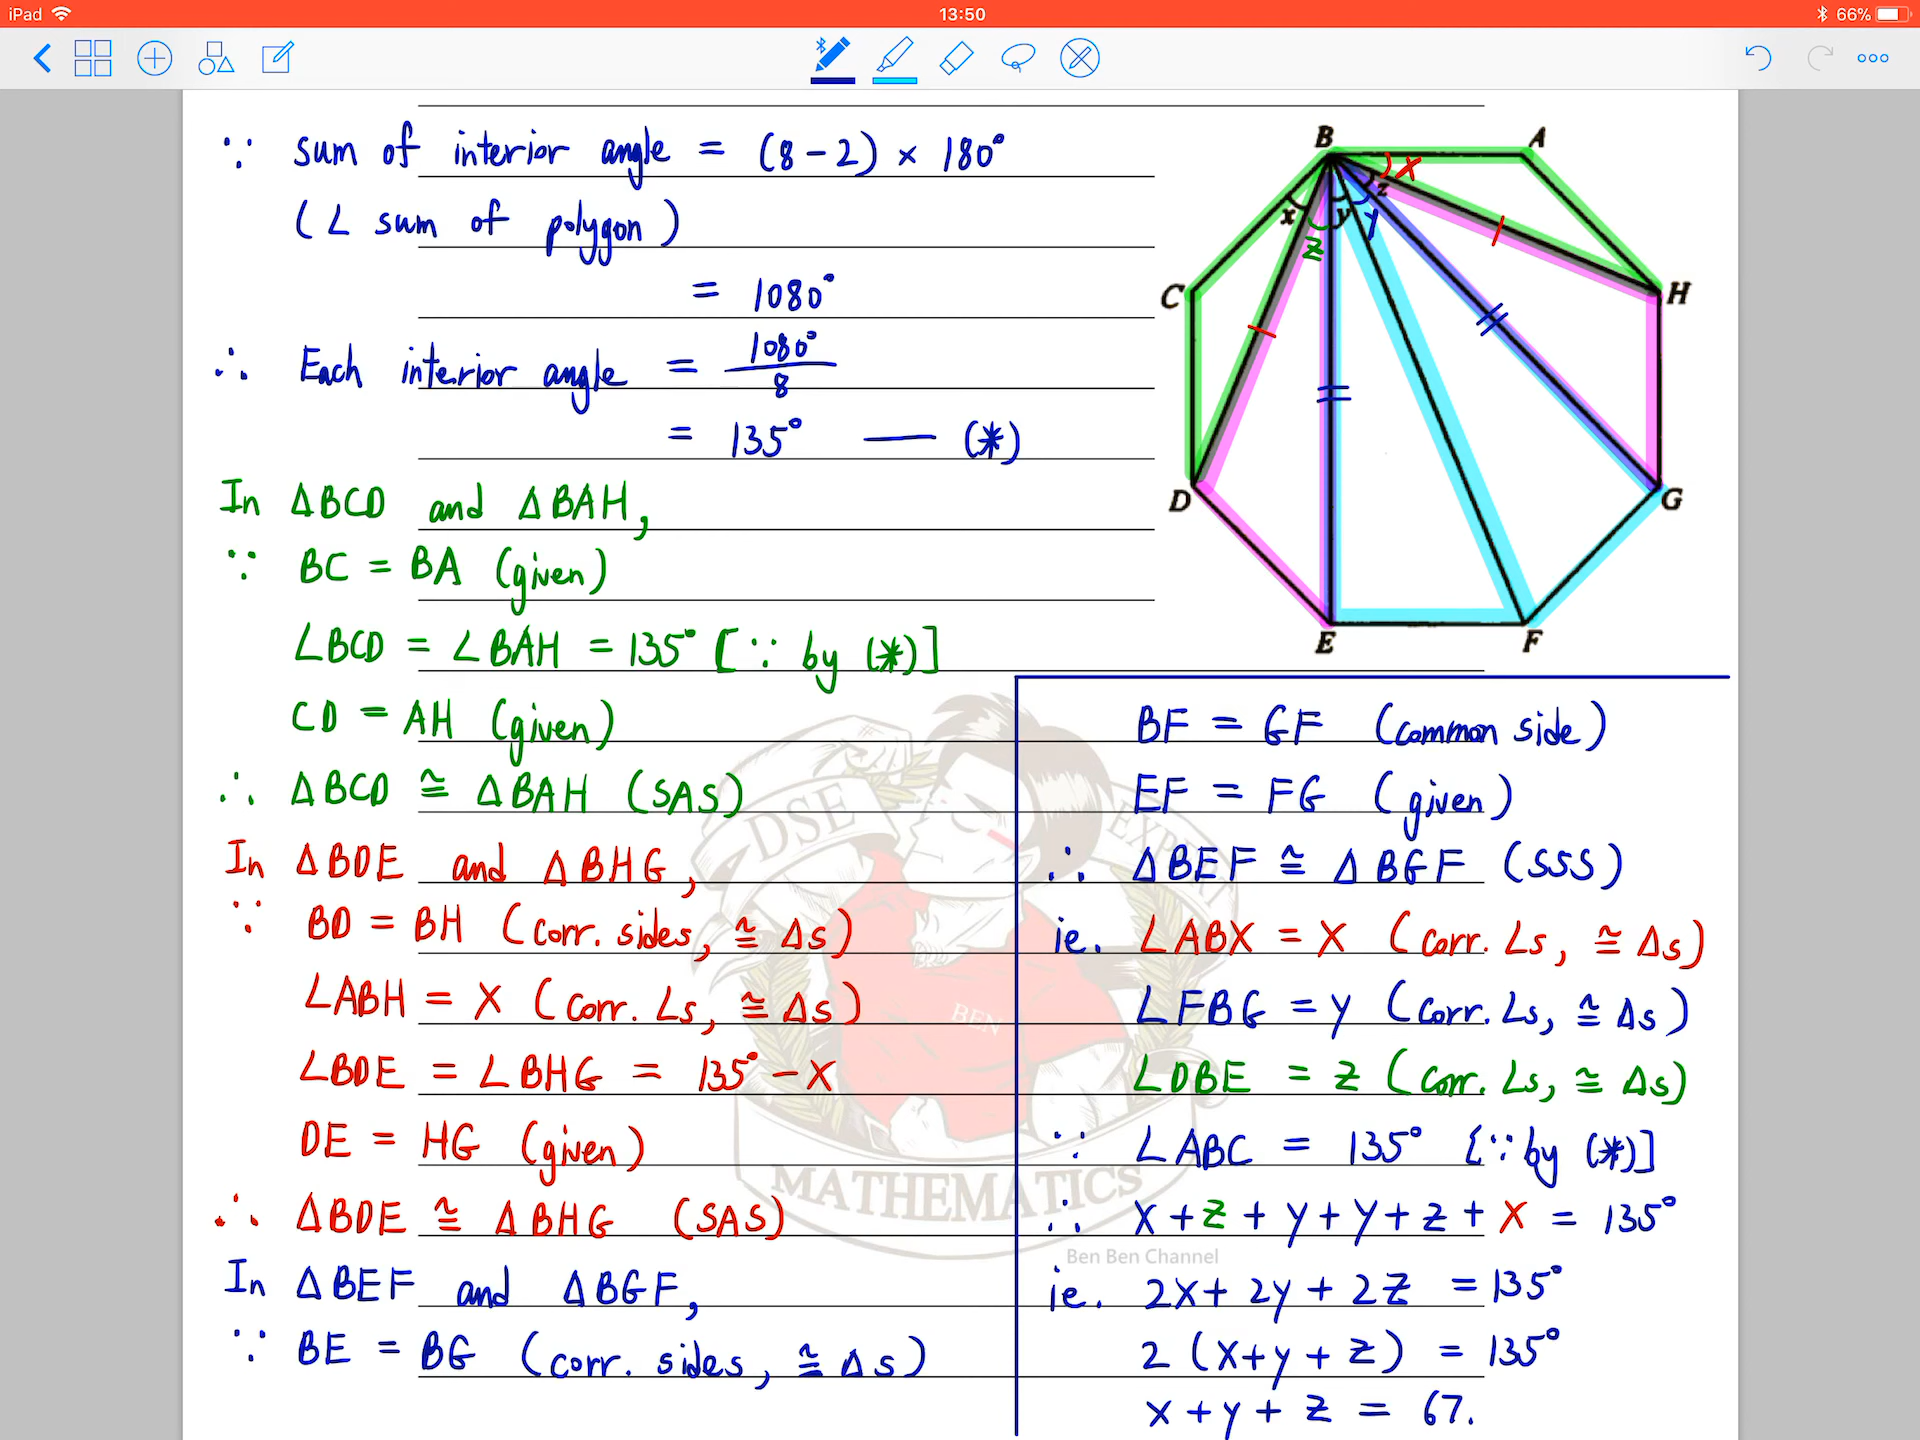 iPad 13:50 66%
∵ sum of interior angle = (8-2) × 180°
(∠ sum of polygon)
= 1080°
∴ Each interior angle = 1080°/8
= 135° — (*)
In ΔBCD and ΔBAH,
∵ BC = BA (given)
∠BCD = ∠BAH = 135° [∵ by (*)]
CD = AH (given)
∴ ΔBCD ≅ ΔBAH (SAS)
In ΔBDE and ΔBHG,
∵ BD = BH (corr. sides, ≅ Δs)
∠ABH = x (corr. ∠s, ≅ Δs)
∠BDE = ∠BHG = 135° - x
DE = HG (given)
∴ ΔBDE ≅ ΔBHG (SAS)
In ΔBEF and ΔBGF,
∵ BE = BG (corr. sides, ≅ Δs)
B A
x
z
x y y
z
C H
D G
E F
BF = GF (common side)
EF = FG (given)
∴ ΔBEF ≅ ΔBGF (SSS)
ie. ∠ABX = x (corr. ∠s, ≅ Δs)
∠FBG = y (corr. ∠s, ≅ Δs)
∠DBE = z (corr. ∠s, ≅ Δs)
∵ ∠ABC = 135° [∵ by (*)]
∴ x + z + y + y + z + x = 135°
ie. 2x + 2y + 2z = 135°
2 (x+y+z) = 135°
x + y + z = 67.
DSE
BEN
MATHEMATICS
Ben Ben Channel